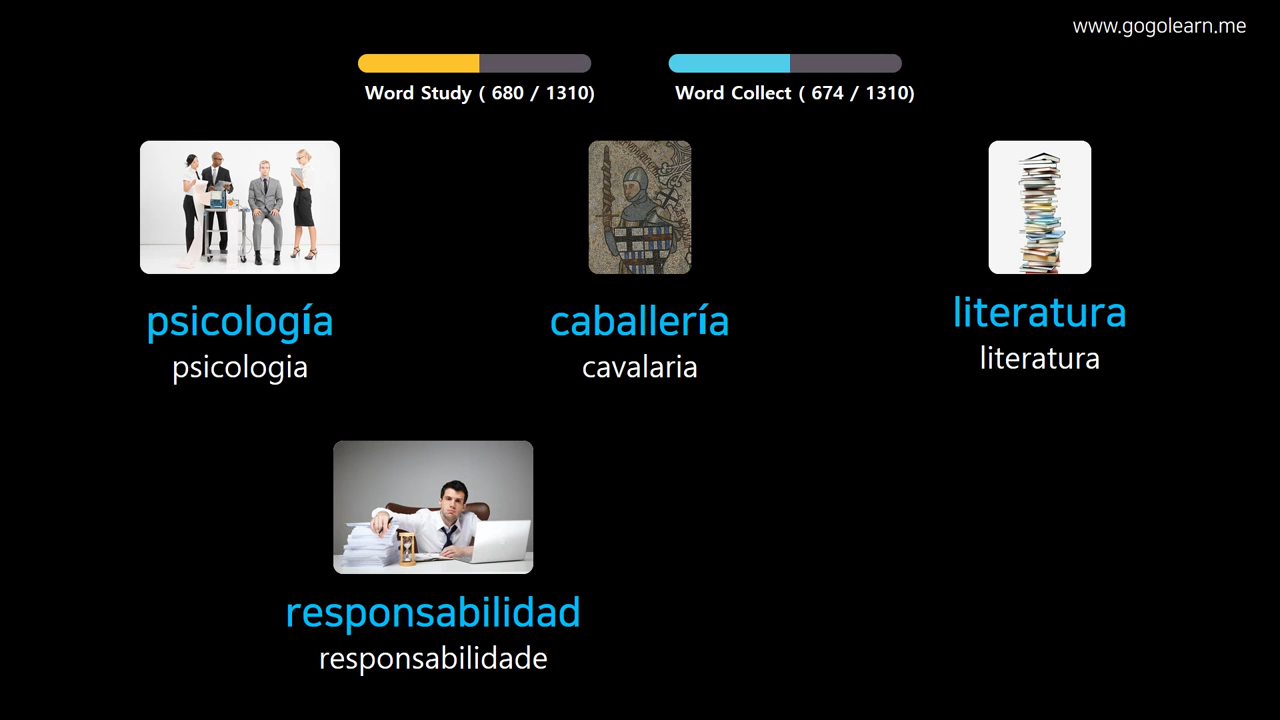 www.gogolearn.me
Word Study ( 680 / 1310)
Word Collect ( 674 / 1310)
psicología
psicologia
caballería
cavalaria
literatura
literatura
responsabilidad
responsabilidade